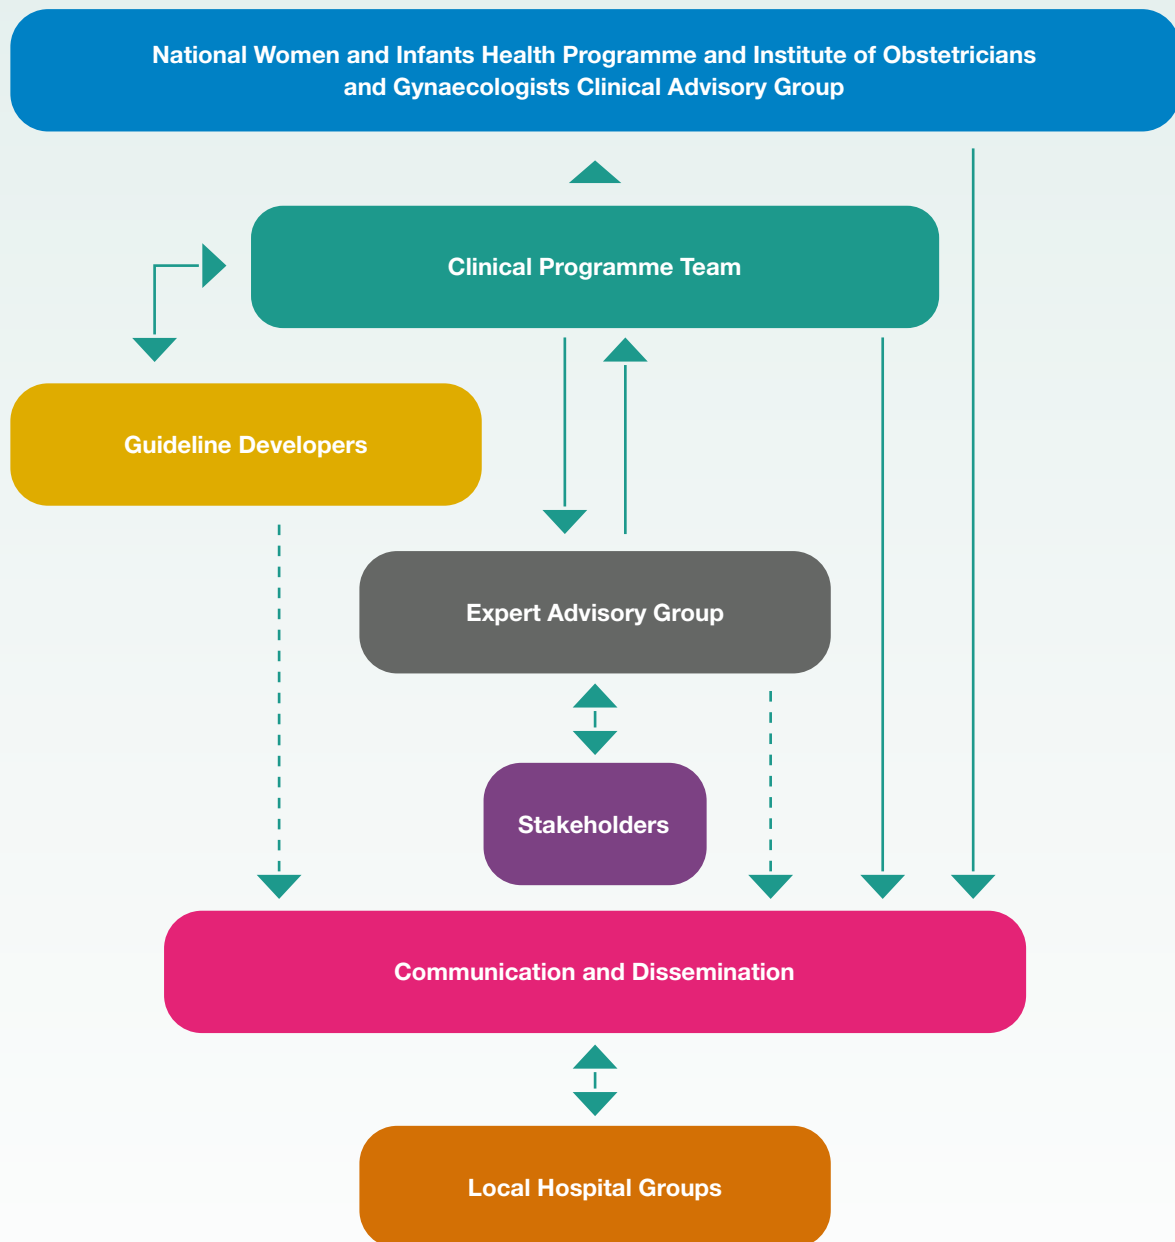 National Women and Infants Health Programme and Institute of Obstetricians
and Gynaecologists Clinical Advisory Group
Clinical Programme Team
Guideline Developers
Expert Advisory Group
Stakeholders
Communication and Dissemination
Local Hospital Groups